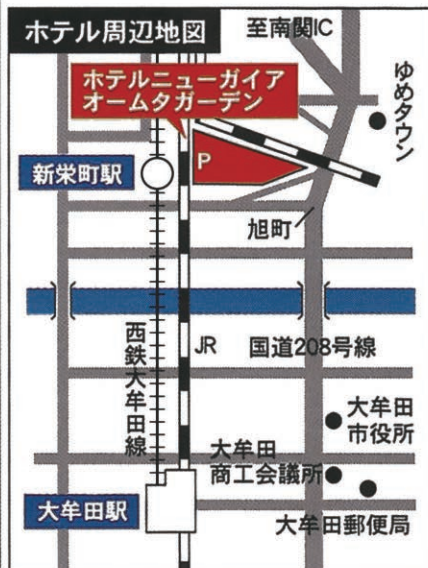 ホテル周辺地図
至南関IC
ホテルニューガイア
オームタガーデン
ゆめタウン
P
新栄町駅
旭町
西鉄大牟田線
JR
国道208号線
大牟田
市役所
大牟田
商工会議所
大牟田駅
大牟田郵便局